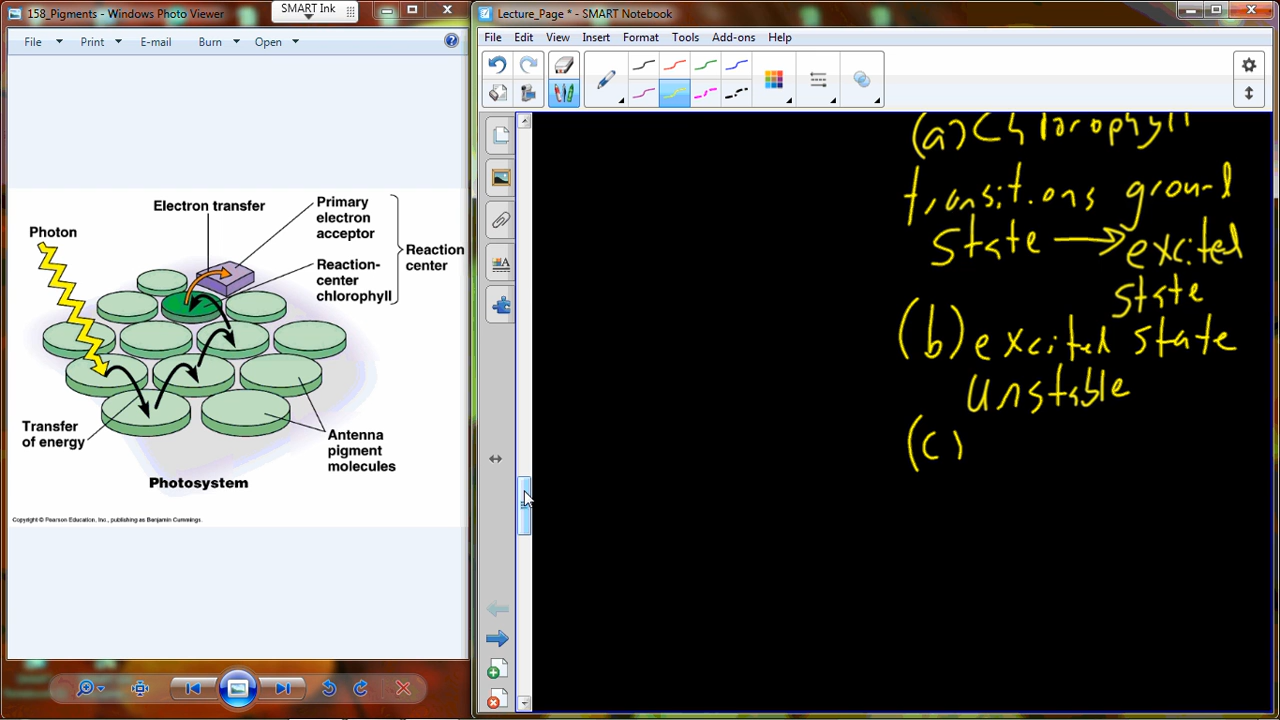 158_Pigments - Windows Photo Viewer
SMART Ink
File Print E-mail Burn Open
Electron transfer
Primary
electron
acceptor
Photon
Reaction
center
Reaction-
center
chlorophyll
Transfer
of energy
Antenna
pigment
molecules
Photosystem
Copyright © Pearson Education, Inc., publishing as Benjamin Cummings.
Lecture_Page * - SMART Notebook
File Edit View Insert Format Tools Add-ons Help
(a) Chlorophyll
transitions ground
state → excited
state
(b) excited state
unstable
(c)